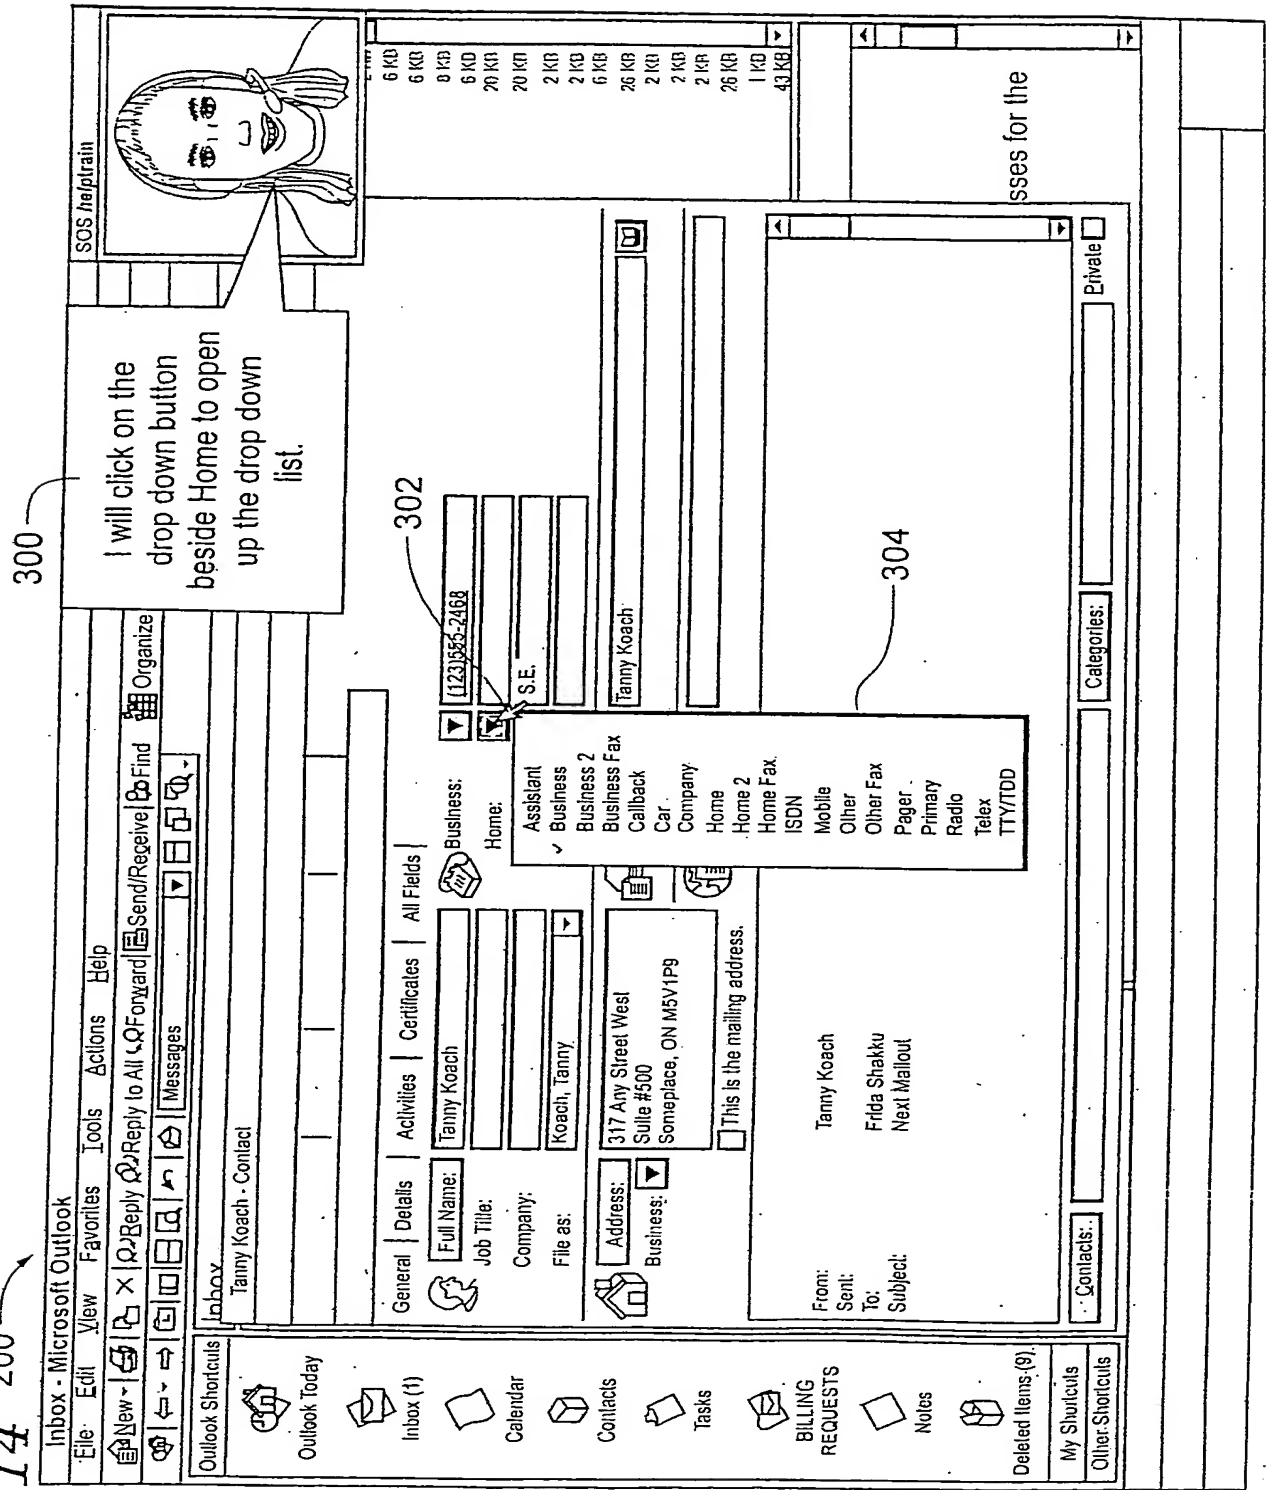 14
200
Inbox - Microsoft Outlook
File Edit View Favorites Tools Actions Help
New Reply Reply to All Forward Send/Receive Find Organize
Messages
Outlook Shortcuts
Inbox
Outlook Today
Inbox (1)
Calendar
Contacts
Tasks
BILLING
REQUESTS
Notes
Deleted Items (9)
My Shortcuts
Other Shortcuts
Tanny Koach - Contact
General Details Activities Certificates All Fields
Full Name: Tanny Koach
Job Title:
Company:
File as: Koach, Tanny
Business: (123)555-2468
Home:
S.E.
Address: 317 Any Street West
Suite #500
Someplace, ON M5V1P9
Business:
This is the mailing address.
Tanny Koach
Assistant
✓ Business
Business 2
Business Fax
Callback
Car
Company
Home
Home 2
Home Fax
ISDN
Mobile
Other
Other Fax
Pager
Primary
Radio
Telex
TTY/TDD
From: Tanny Koach
Sent:
To: Frida Shakku
Subject: Next Mailout
Contacts: Categories: Private
300
I will click on the
drop down button
beside Home to open
up the drop down
list.
302
304
SOS helptrain
6 KB
6 KB
8 KB
6 KB
20 KB
20 KB
2 KB
2 KB
6 KB
26 KB
2 KB
2 KB
2 KB
26 KB
1 KB
43 KB
sses for the